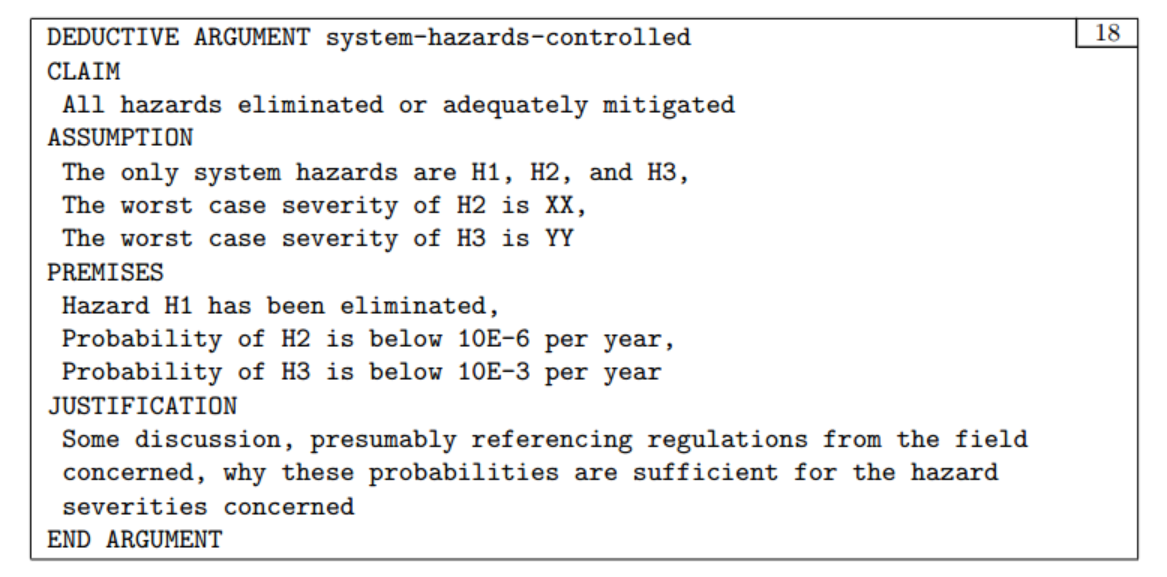 DEDUCTIVE ARGUMENT system-hazards-controlled 18
CLAIM
All hazards eliminated or adequately mitigated
ASSUMPTION
The only system hazards are H1, H2, and H3,
The worst case severity of H2 is XX,
The worst case severity of H3 is YY
PREMISES
Hazard H1 has been eliminated,
Probability of H2 is below 10E-6 per year,
Probability of H3 is below 10E-3 per year
JUSTIFICATION
Some discussion, presumably referencing regulations from the field
concerned, why these probabilities are sufficient for the hazard
severities concerned
END ARGUMENT